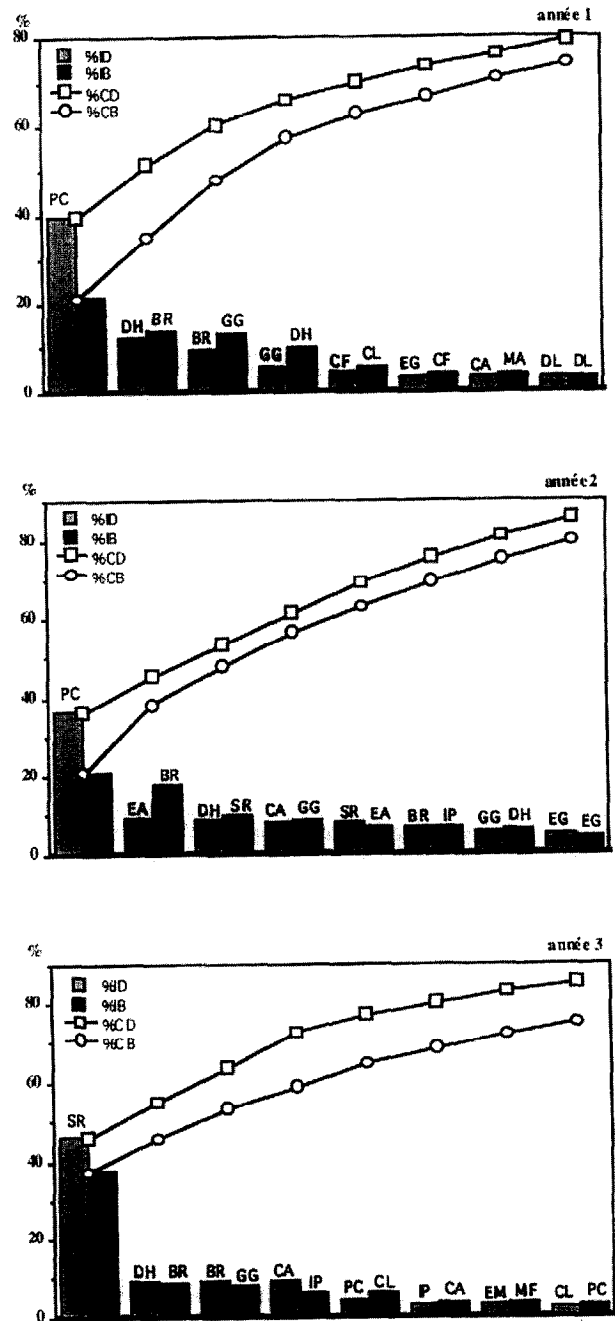 % année 1
80
%ID
%IB
%CD
%CB
60
40
PC
20
DH BR BR GG GG DH CF CL EG CF CA MA DL DL
0
% année 2
%ID
%IB
%CD
%CB
80
60
40
PC
20
EA BR DH SR CA GG SR EA BR IP GG DH EG EG
0
% année 3
%ID
%IB
%CD
%CB
80
60
SR
40
20
DH BR BR GG CA IP PC CL IP CA EM MF CL PC
0